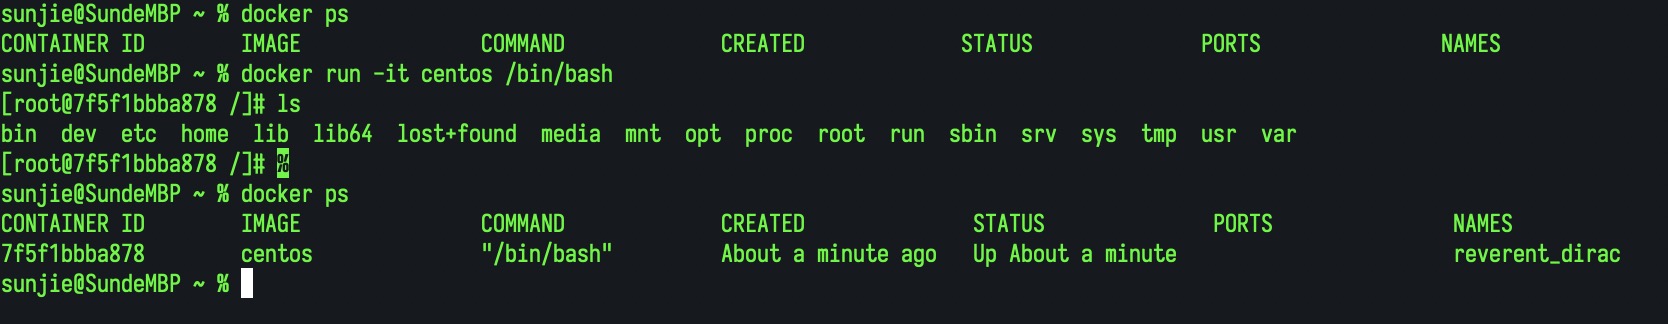 sunjie@SundeMBP ~ % docker ps
CONTAINER ID        IMAGE               COMMAND             CREATED             STATUS              PORTS               NAMES
sunjie@SundeMBP ~ % docker run -it centos /bin/bash
[root@7f5f1bbba878 /]# ls
bin  dev  etc  home  lib  lib64  lost+found  media  mnt  opt  proc  root  run  sbin  srv  sys  tmp  usr  var
[root@7f5f1bbba878 /]# %
sunjie@SundeMBP ~ % docker ps
CONTAINER ID        IMAGE               COMMAND             CREATED              STATUS              PORTS               NAMES
7f5f1bbba878        centos              "/bin/bash"         About a minute ago   Up About a minute                       reverent_dirac
sunjie@SundeMBP ~ %